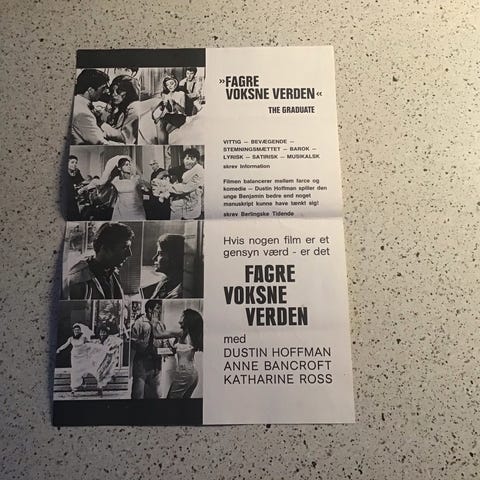 »FAGRE
VOKSNE VERDEN«
THE GRADUATE
VITTIG — BEVÆGENDE —
STEMNINGSMÆTTET — BAROK —
LYRISK — SATIRISK — MUSIKALSK
skrev Information
Filmen balancerer mellem farce og
komedie — Dustin Hoffman spiller den
unge Benjamin bedre end noget
manuskript kunne have tænkt sig!
skrev Berlingske Tidende
Hvis nogen film er et
gensyn værd - er det
FAGRE
VOKSNE
VERDEN
med
DUSTIN HOFFMAN
ANNE BANCROFT
KATHARINE ROSS